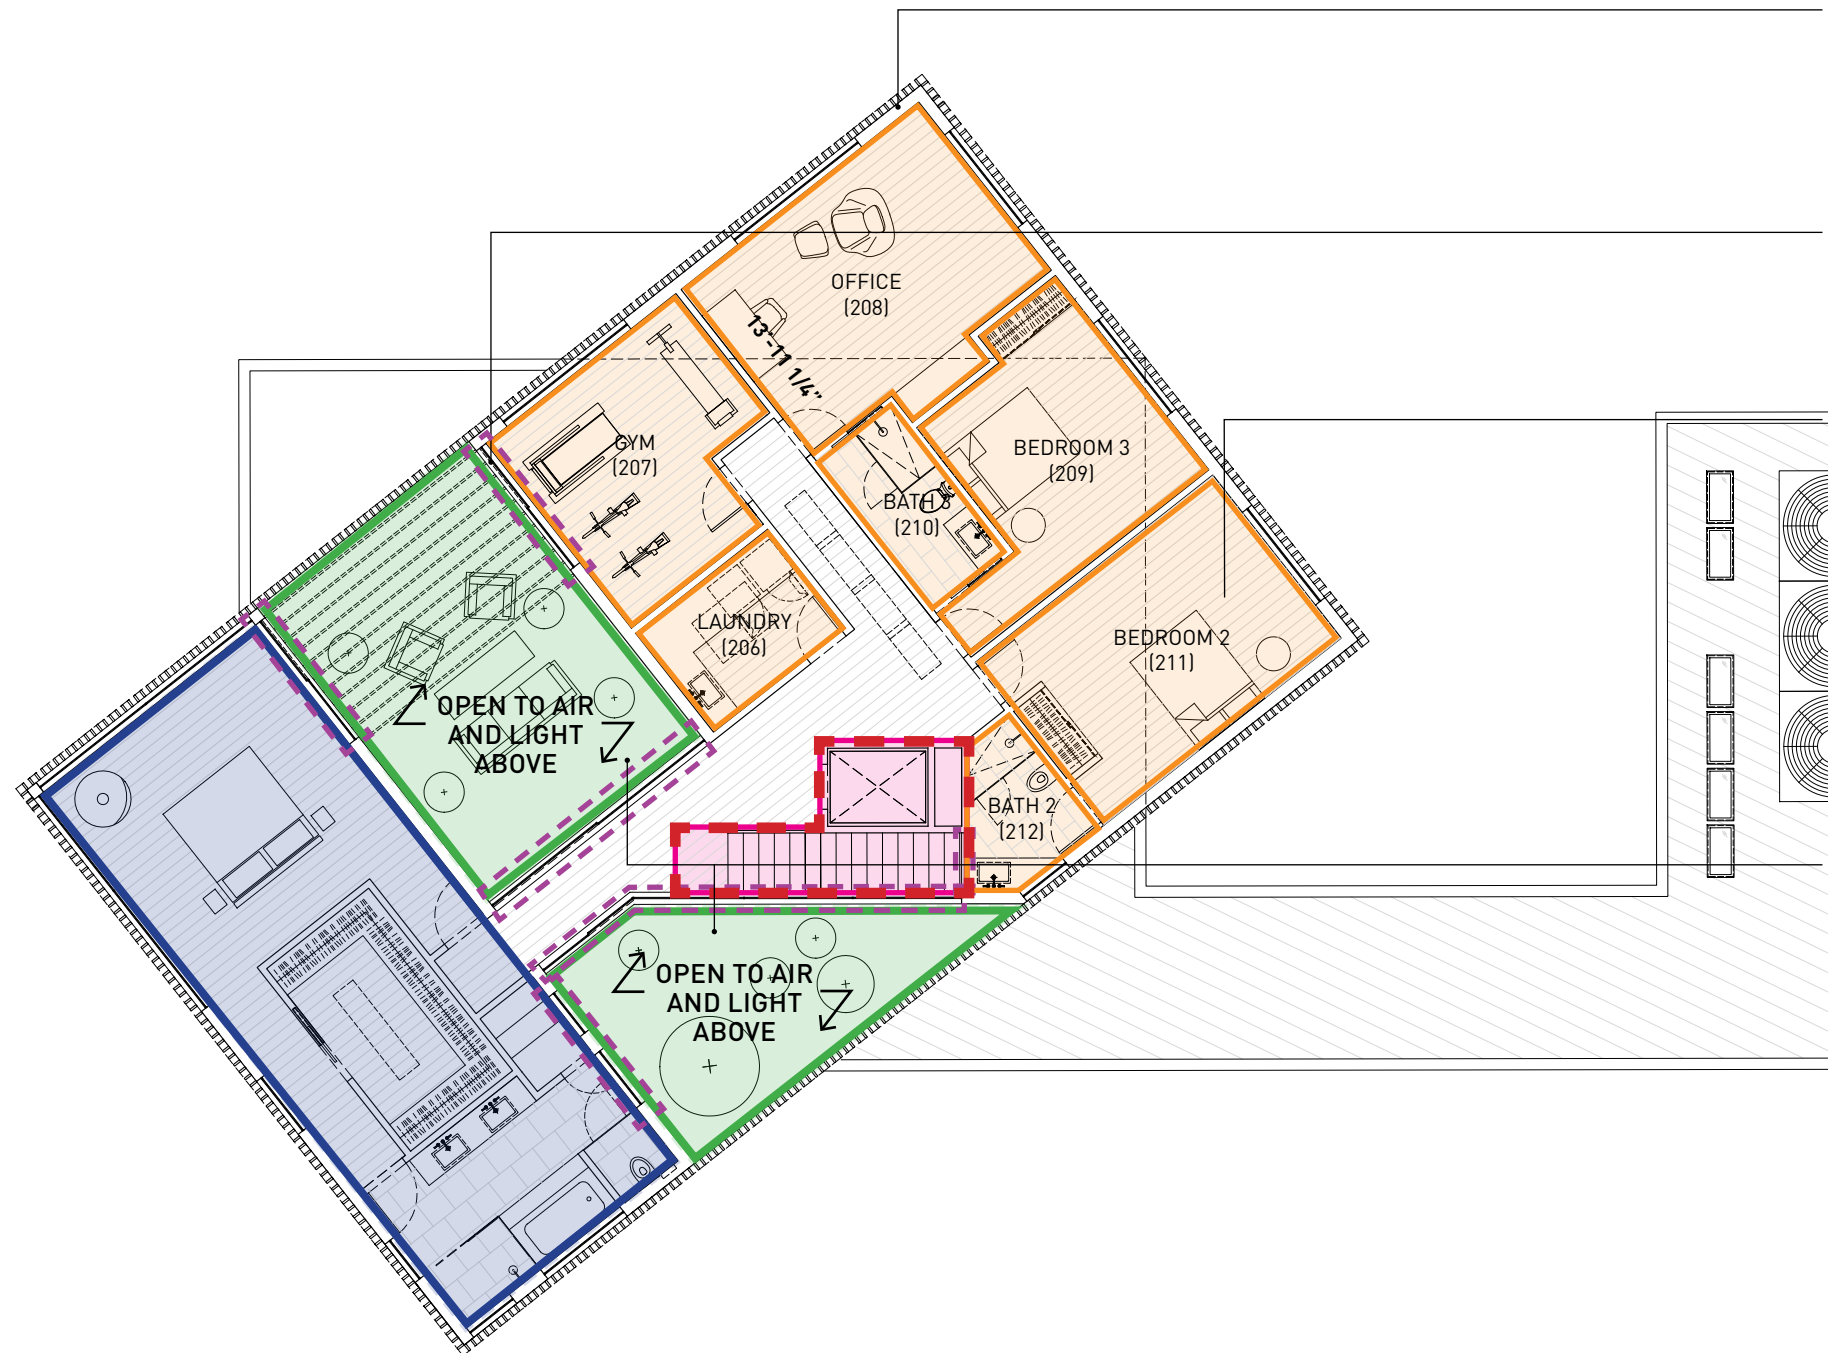 OFFICE
(208)
13'-11 1/4"
GYM
(207)
BEDROOM 3
(209)
BATH 3
(210)
LAUNDRY
(206)
BEDROOM 2
(211)
OPEN TO AIR
AND LIGHT
ABOVE
BATH 2
(212)
OPEN TO AIR
AND LIGHT
ABOVE